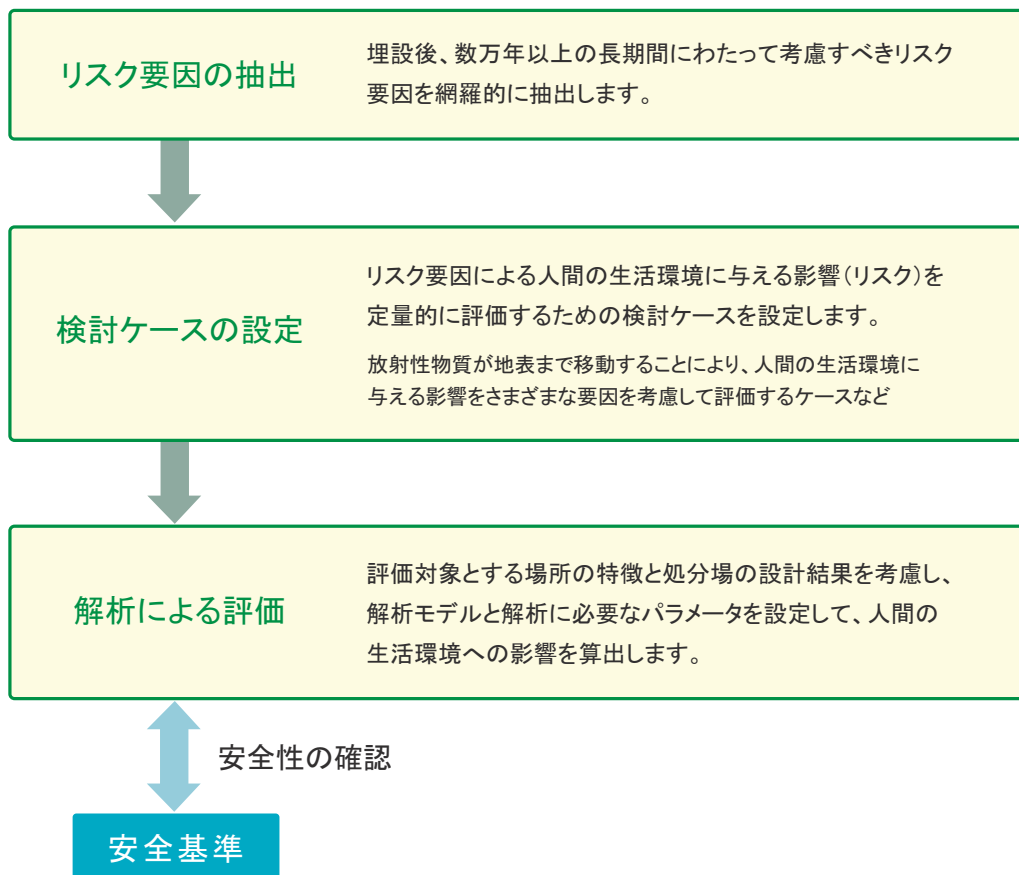 リスク要因の抽出
埋設後、数万年以上の長期間にわたって考慮すべきリスク
要因を網羅的に抽出します。
検討ケースの設定
リスク要因による人間の生活環境に与える影響(リスク)を
定量的に評価するための検討ケースを設定します。
放射性物質が地表まで移動することにより、人間の生活環境に
与える影響をさまざまな要因を考慮して評価するケースなど
解析による評価
評価対象とする場所の特徴と処分場の設計結果を考慮し、
解析モデルと解析に必要なパラメータを設定して、人間の
生活環境への影響を算出します。
安全性の確認
安全基準